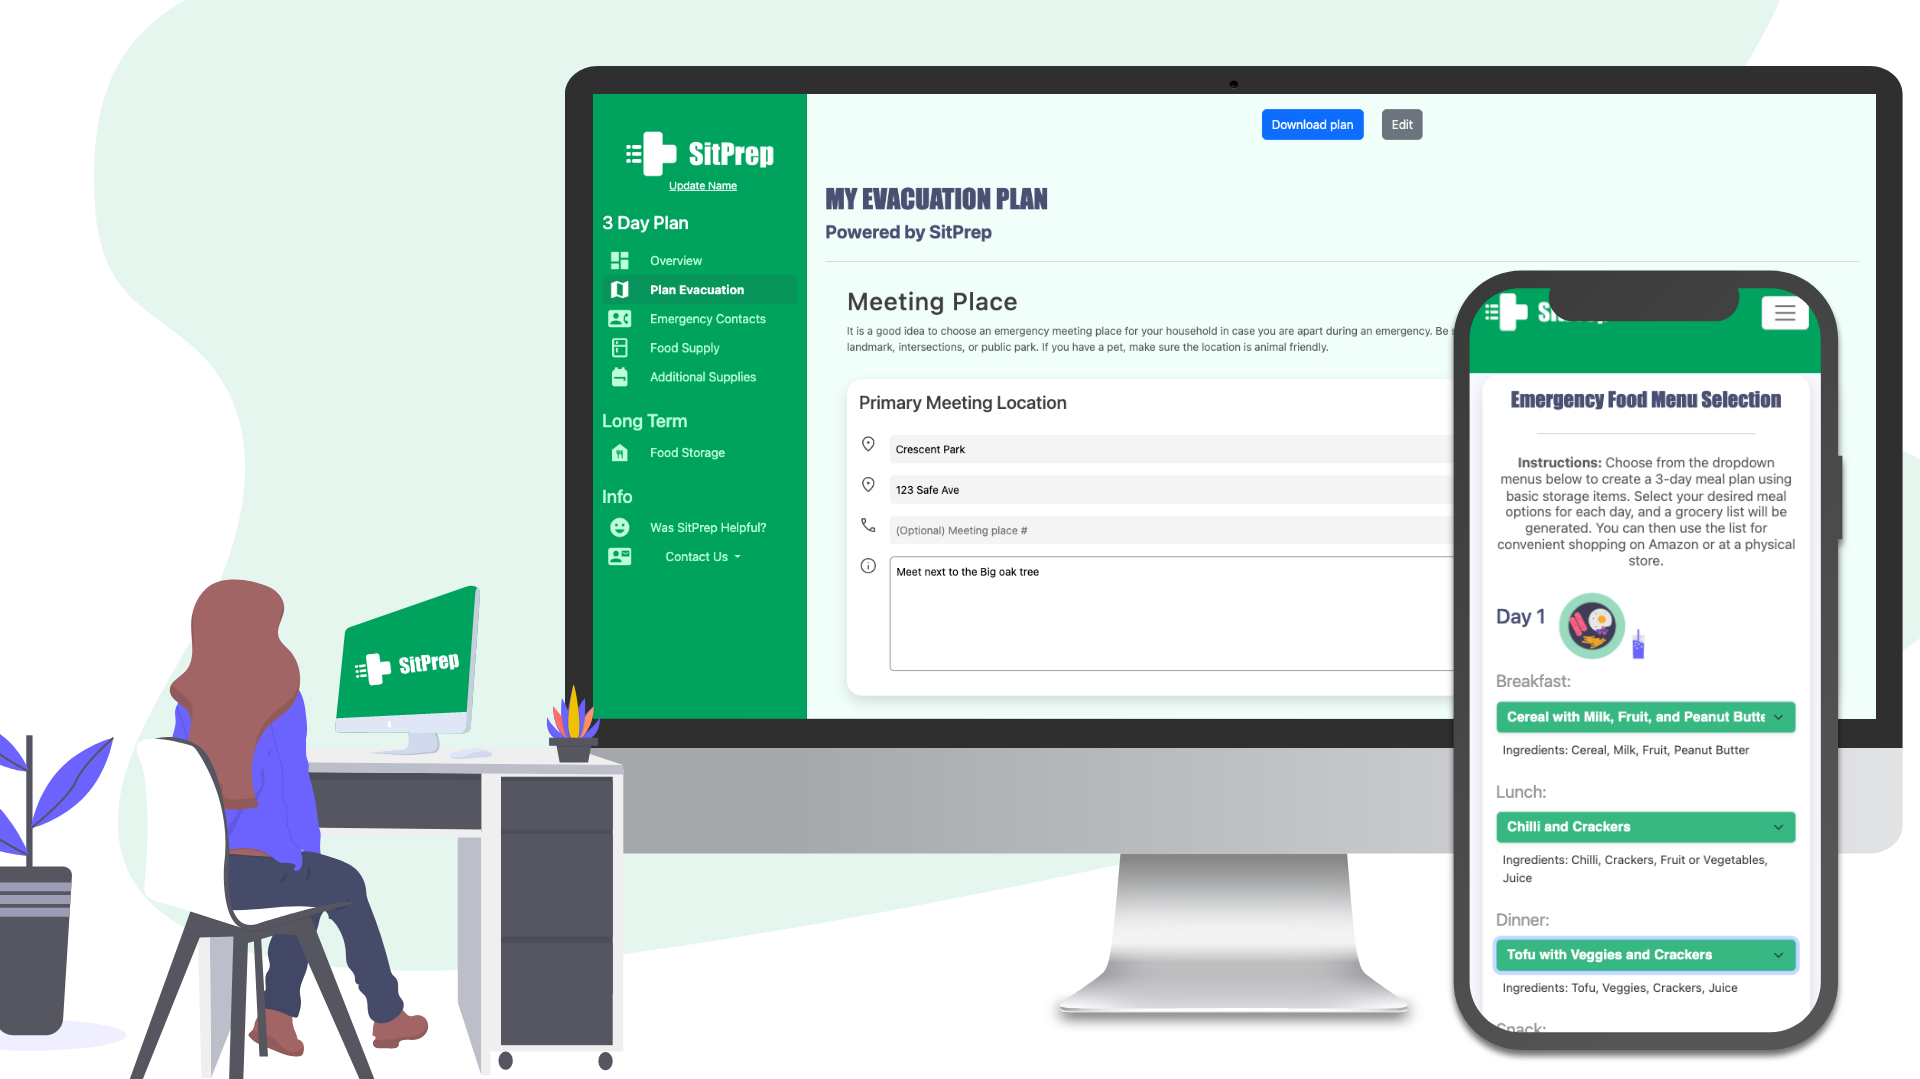 SitPrep
Update Name
3 Day Plan
Overview
Plan Evacuation
Emergency Contacts
Food Supply
Additional Supplies
Long Term
Food Storage
Info
Was SitPrep Helpful?
Contact Us
Download plan
Edit
MY EVACUATION PLAN
Powered by SitPrep
Meeting Place
It is a good idea to choose an emergency meeting place for your household in case you are apart during an emergency. Be
landmark, intersections, or public park. If you have a pet, make sure the location is animal friendly.
Primary Meeting Location
Crescent Park
123 Safe Ave
(Optional) Meeting place #
Meet next to the Big oak tree
SitPrep
Emergency Food Menu Selection
Instructions: Choose from the dropdown
menus below to create a 3-day meal plan using
basic storage items. Select your desired meal
options for each day, and a grocery list will be
generated. You can then use the list for
convenient shopping on Amazon or at a physical
store.
Day 1
Breakfast:
Cereal with Milk, Fruit, and Peanut Butte
Ingredients: Cereal, Milk, Fruit, Peanut Butter
Lunch:
Chilli and Crackers
Ingredients: Chilli, Crackers, Fruit or Vegetables,
Juice
Dinner:
Tofu with Veggies and Crackers
Ingredients: Tofu, Veggies, Crackers, Juice
Snack: